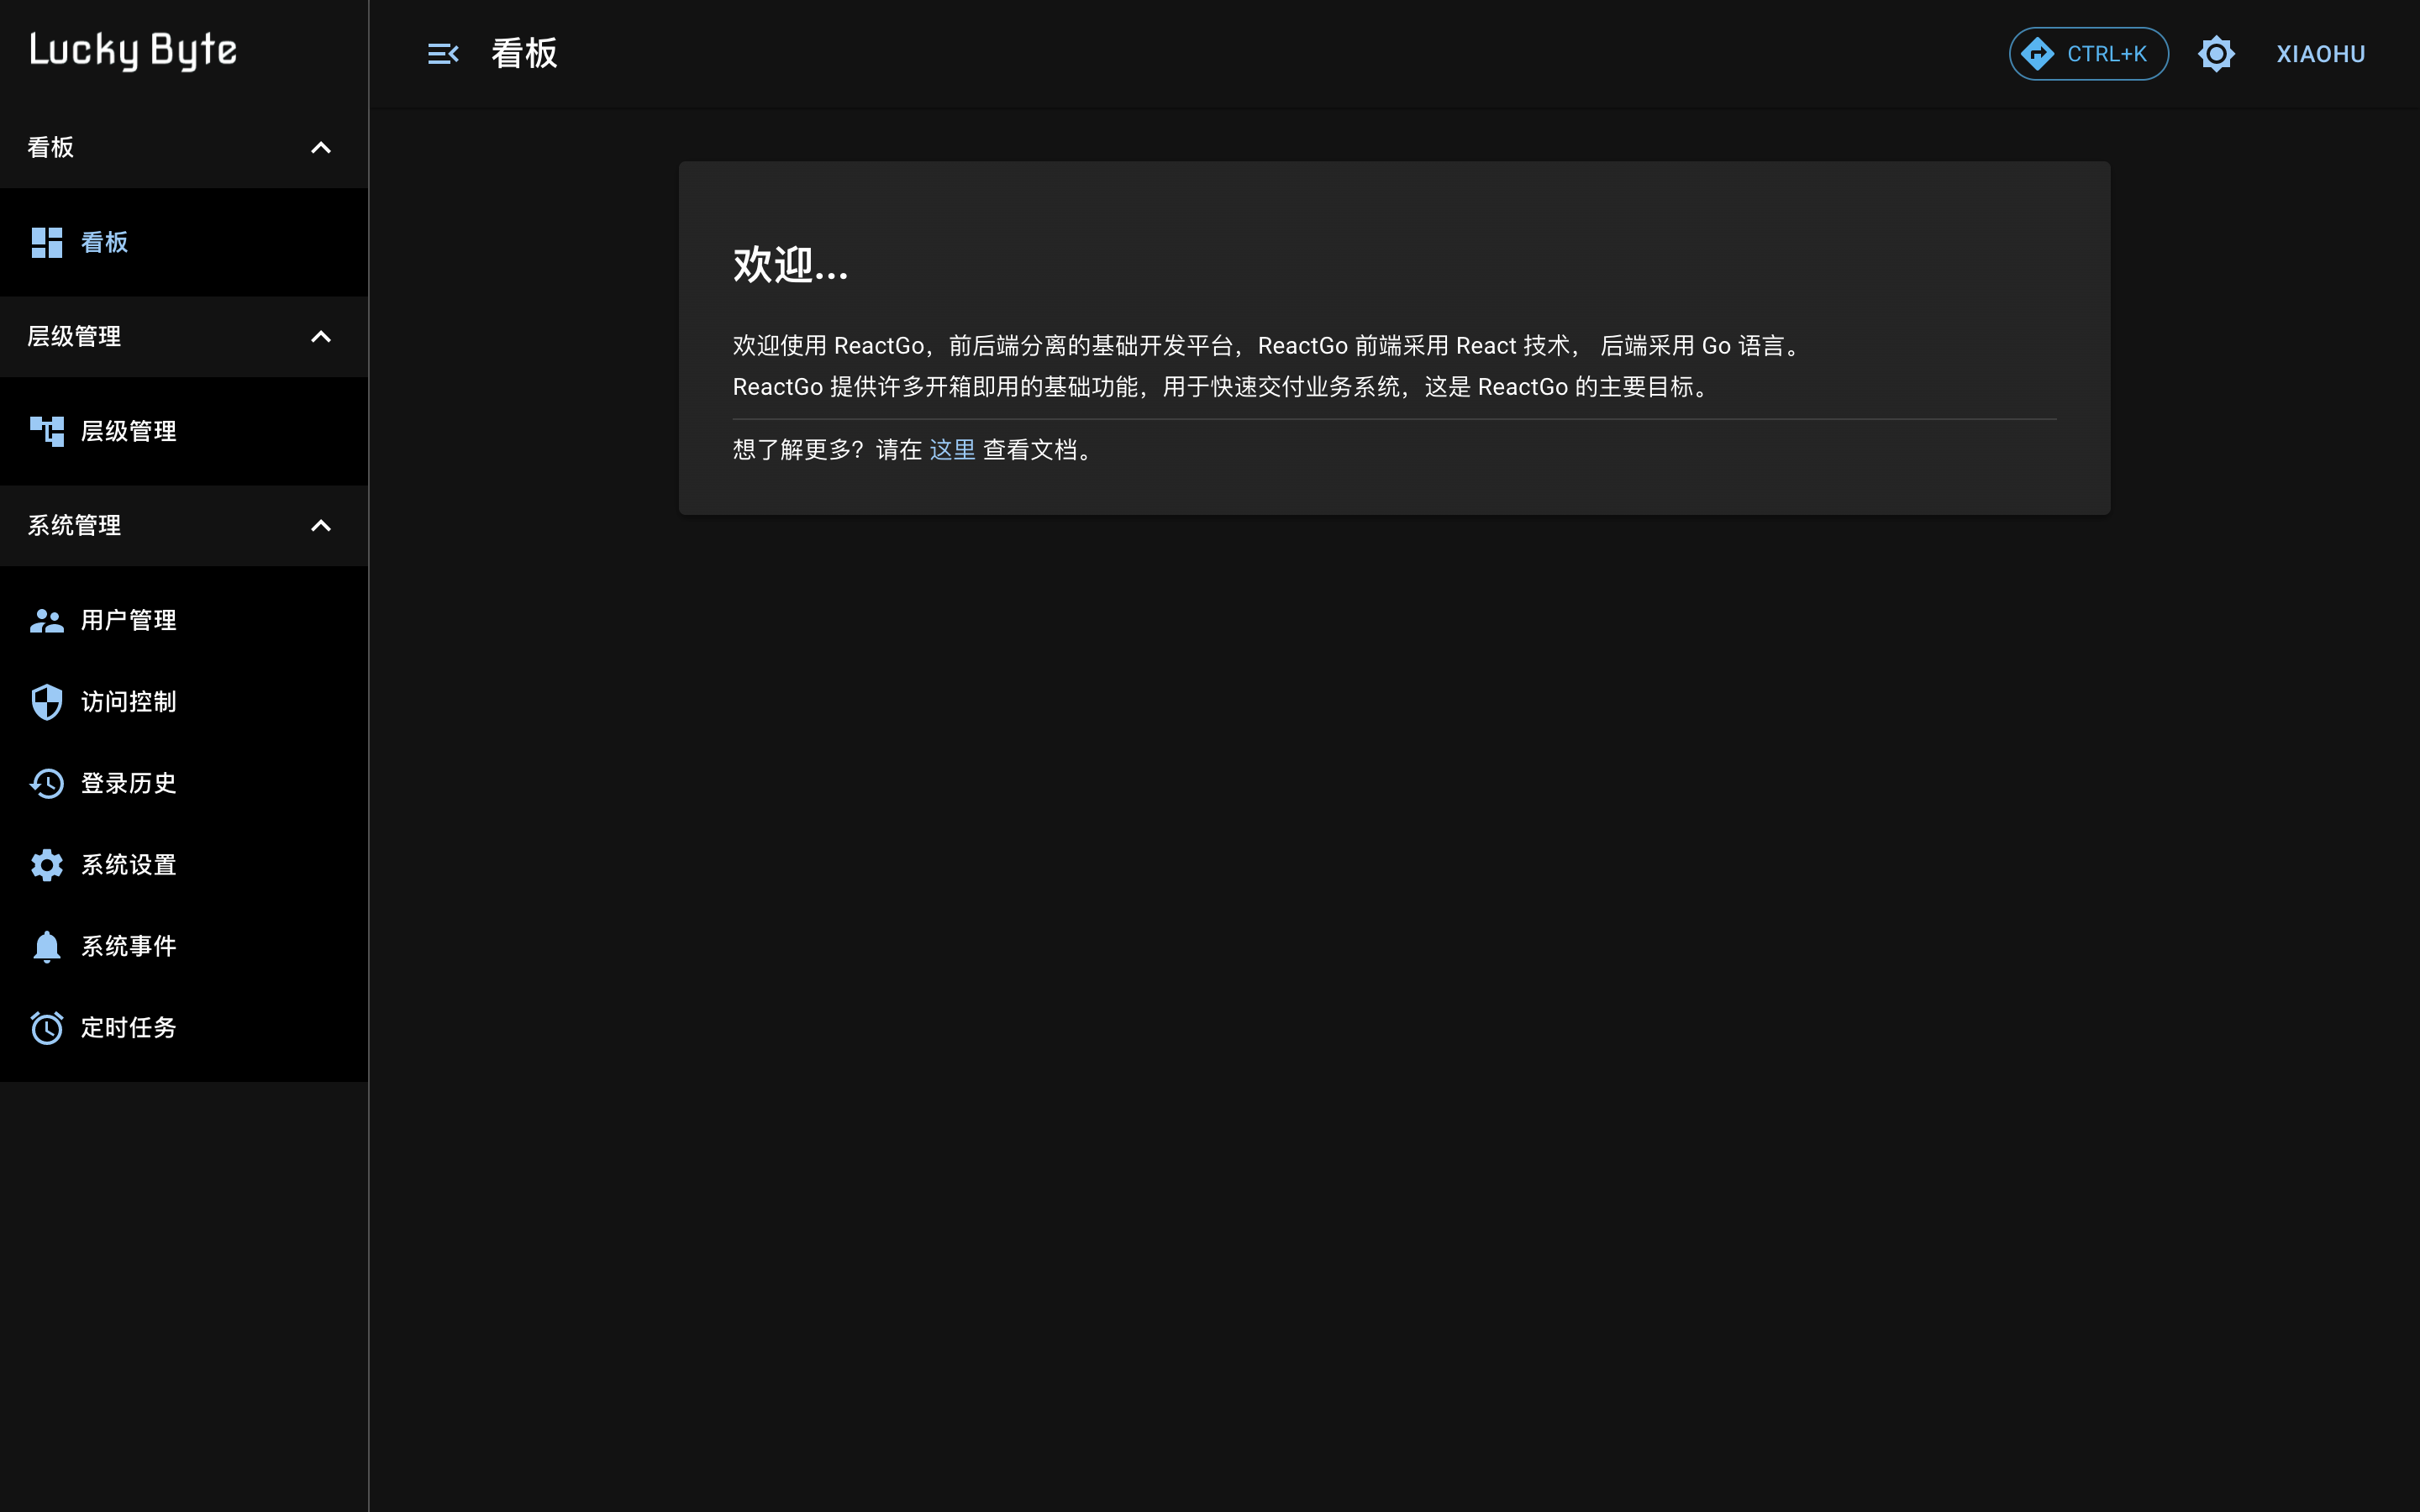 Lucky Byte
看板
看板
层级管理
层级管理
系统管理
用户管理
访问控制
登录历史
系统设置
系统事件
定时任务
看板
CTRL+K
XIAOHU
欢迎...
欢迎使用 ReactGo，前后端分离的基础开发平台，ReactGo 前端采用 React 技术， 后端采用 Go 语言。
ReactGo 提供许多开箱即用的基础功能，用于快速交付业务系统，这是 ReactGo 的主要目标。
想了解更多？请在 这里 查看文档。